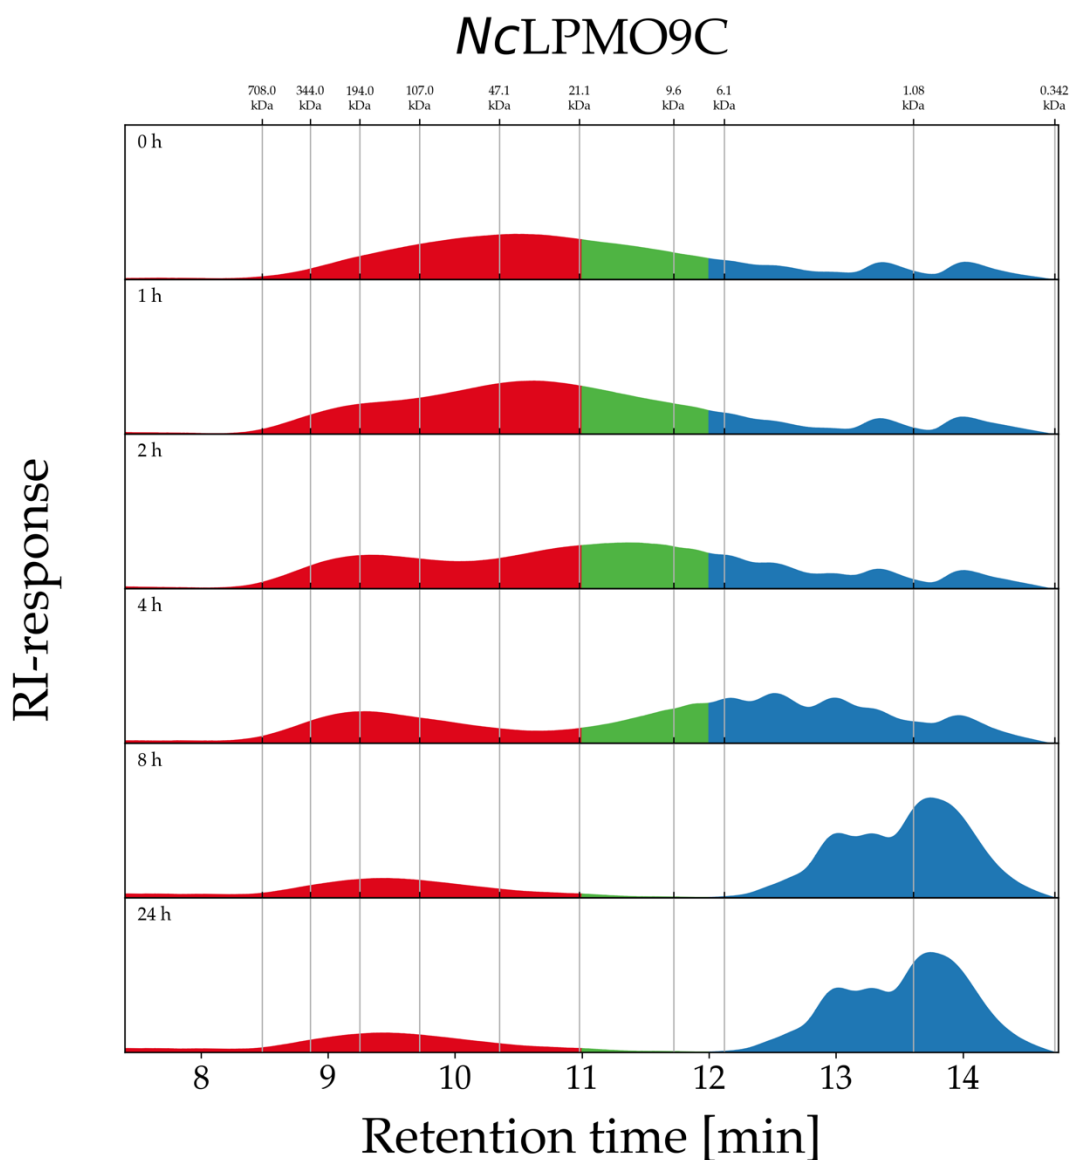 NcLPMO9C
708.0 344.0 194.0 107.0 47.1 21.1 9.6 6.1 1.08 0.342
kDa kDa kDa kDa kDa kDa kDa kDa kDa kDa
0 h
1 h
2 h
4 h
8 h
24 h
RI-response
8 9 10 11 12 13 14
Retention time [min]